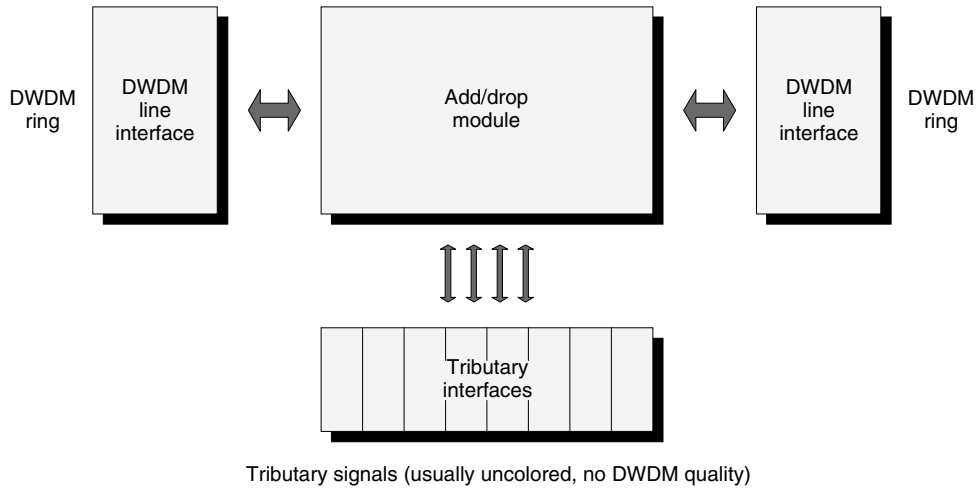 DWDM
ring
DWDM
line
interface
Add/drop
module
DWDM
line
interface
DWDM
ring
Tributary
interfaces
Tributary signals (usually uncolored, no DWDM quality)